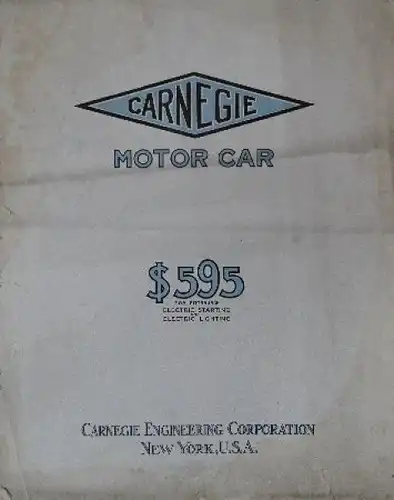 CARNEGIE
MOTOR CAR
$595
ELECTRIC STARTING
ELECTRIC LIGHTING
CARNEGIE ENGINEERING CORPORATION
NEW YORK, U.S.A.